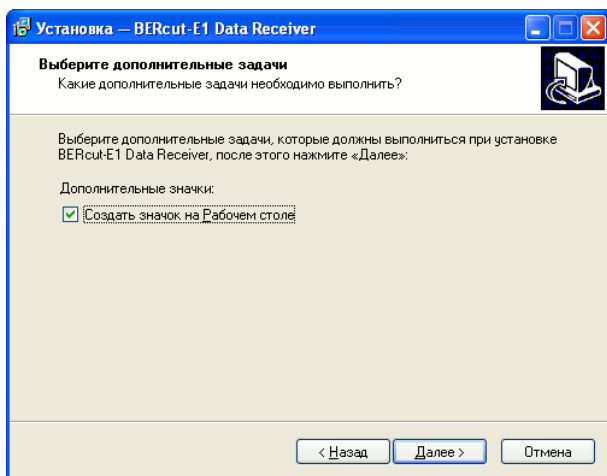 Установка — BERcut-E1 Data Receiver
Выберите дополнительные задачи
Какие дополнительные задачи необходимо выполнить?
Выберите дополнительные задачи, которые должны выполниться при установке
BERcut-E1 Data Receiver, после этого нажмите «Далее»:
Дополнительные значки:
Создать значок на Рабочем столе
< Назад Далее > Отмена